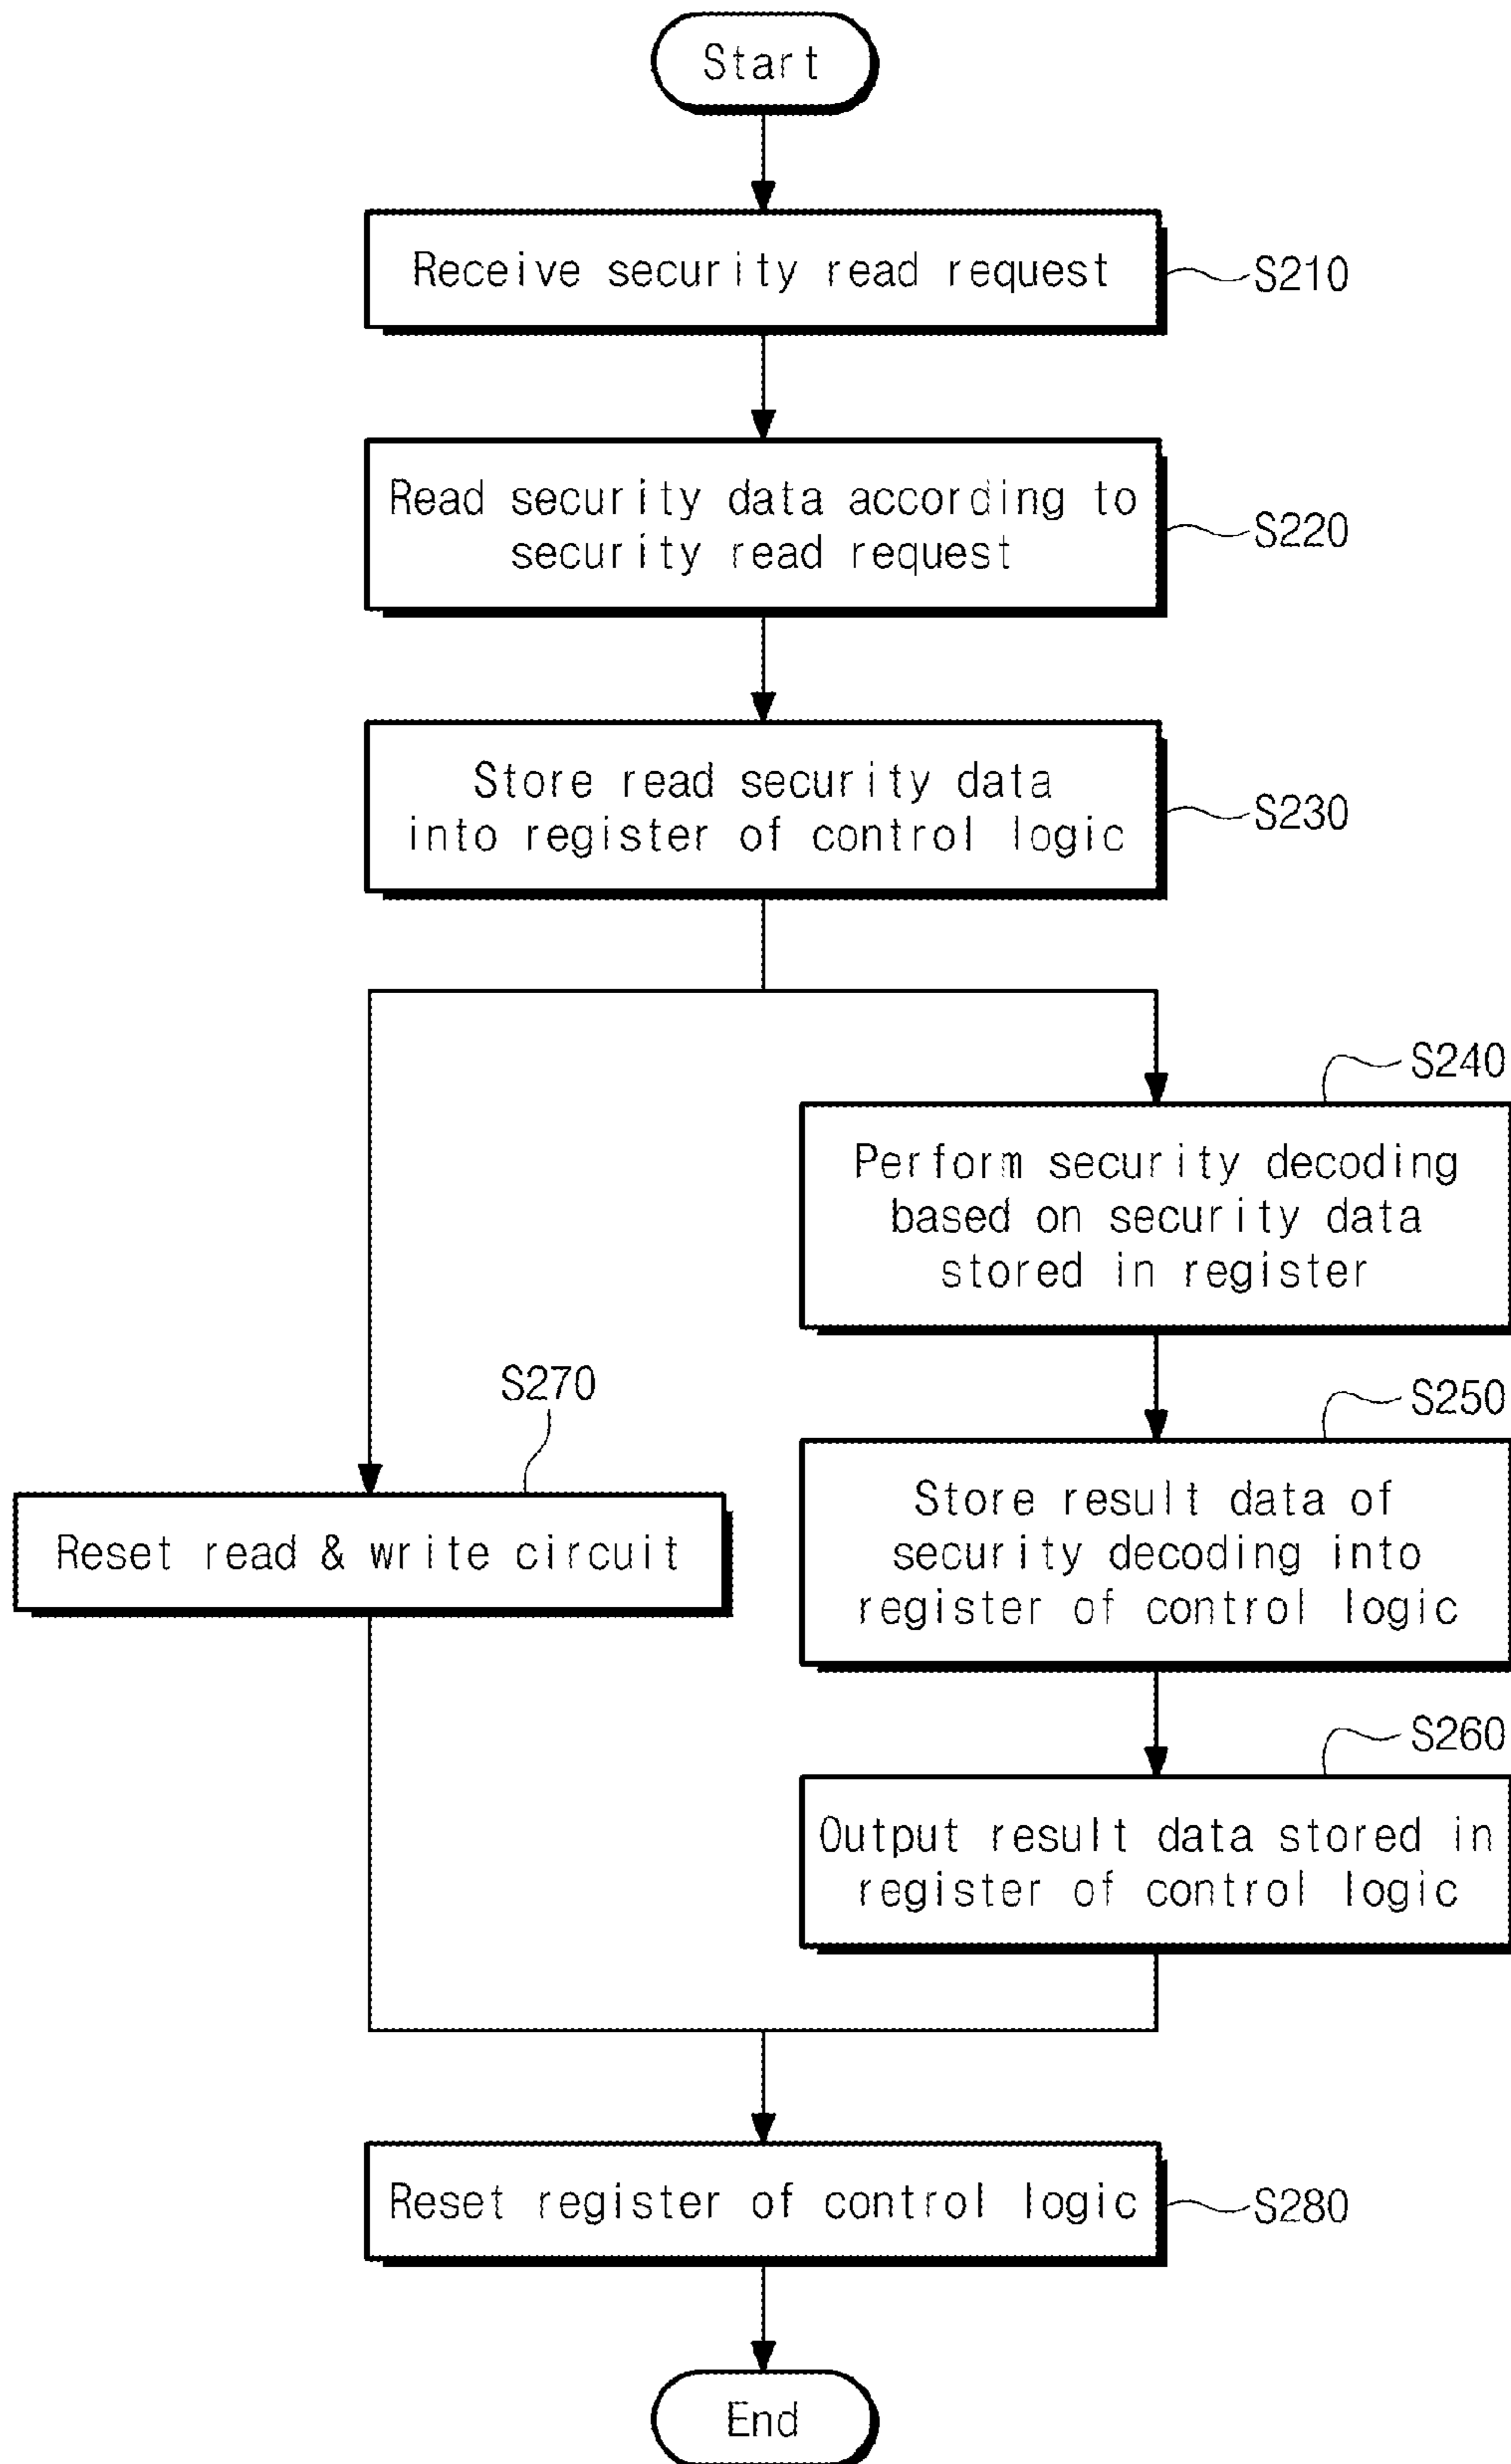 Start
Receive security read request
S210
Read security data according to
security read request
S220
Store read security data
into register of control logic
S230
S240
Perform security decoding
based on security data
stored in register
S270
Reset read & write circuit
S250
Store result data of
security decoding into
register of control logic
S260
Output result data stored in
register of control logic
Reset register of control logic
S280
End